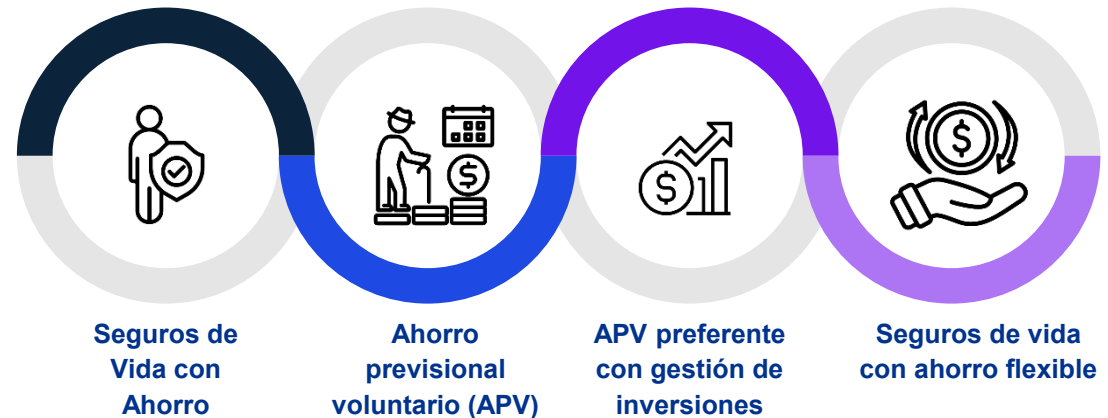 $
$
$
Seguros de
Vida con
Ahorro
Ahorro
previsional
voluntario (APV)
APV preferente
con gestión de
inversiones
Seguros de vida
con ahorro flexible